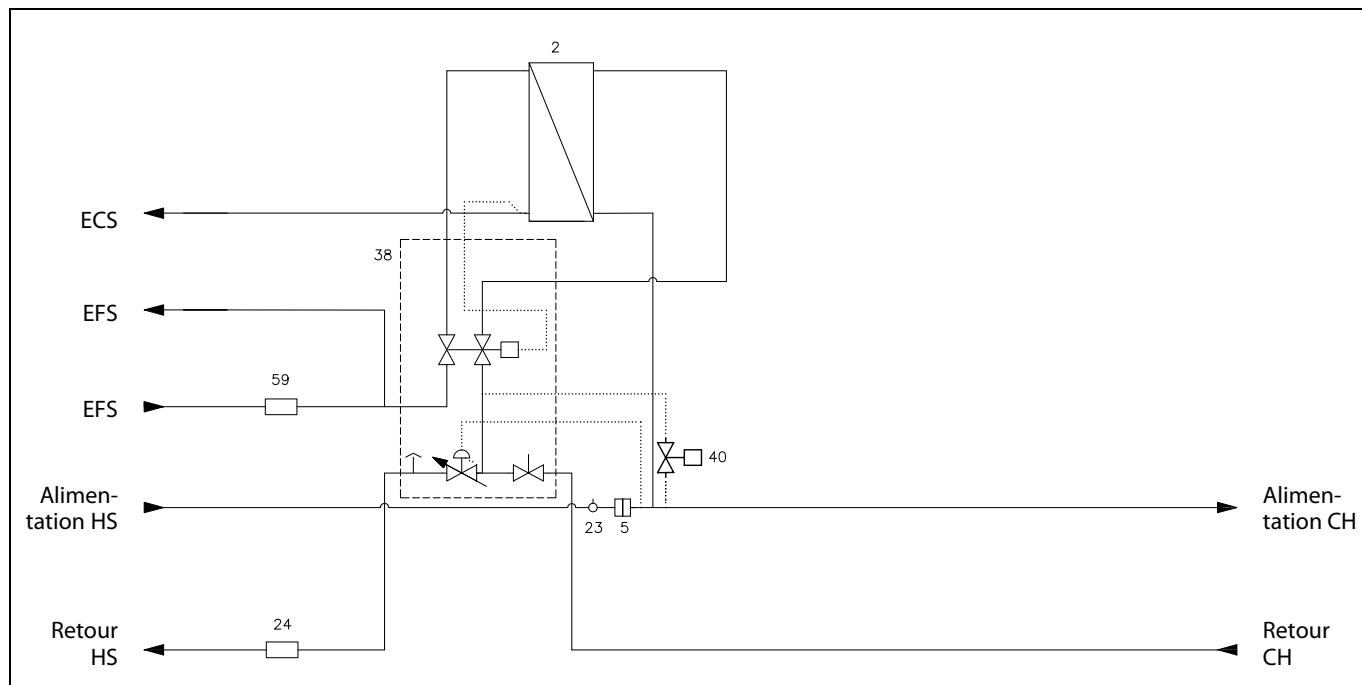 2
ECS
38
EFS
59
EFS
40
Alimen-
tation HS
23
5
Alimen-
tation CH
24
Retour
HS
Retour
CH